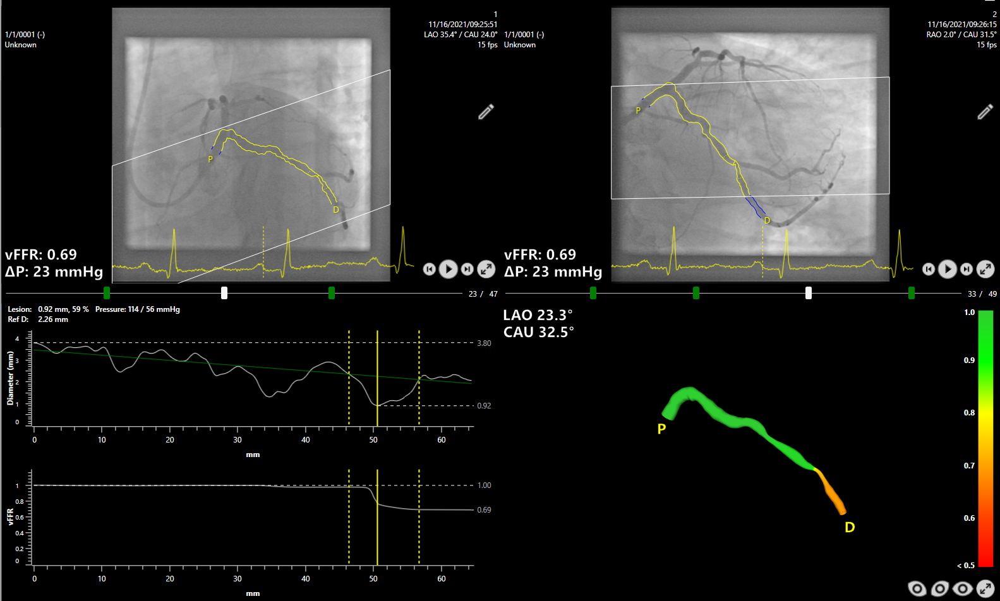 1
11/16/2021/09:25:51
1/1/0001 (-)
LAO 35.4° / CAU 24.0°
Unknown
15 fps
P
D
vFFR: 0.69
ΔP: 23 mmHg
23 / 47
2
11/16/2021/09:26:15
1/1/0001 (-)
RAO 2.0° / CAU 31.5°
Unknown
15 fps
P
D
vFFR: 0.69
ΔP: 23 mmHg
33 / 49
Lesion: 0.92 mm, 59 % Pressure: 114 / 56 mmHg
Ref D: 2.26 mm
Diameter (mm)
4
3
2
1
0
3.80
0.92
0 10 20 30 40 50 60
mm
vFFR
1
0.8
0.6
0.4
0.2
0
1.00
0.69
0 10 20 30 40 50 60
mm
LAO 23.3°
CAU 32.5°
P
D
1.0
0.9
0.8
0.7
0.6
< 0.5